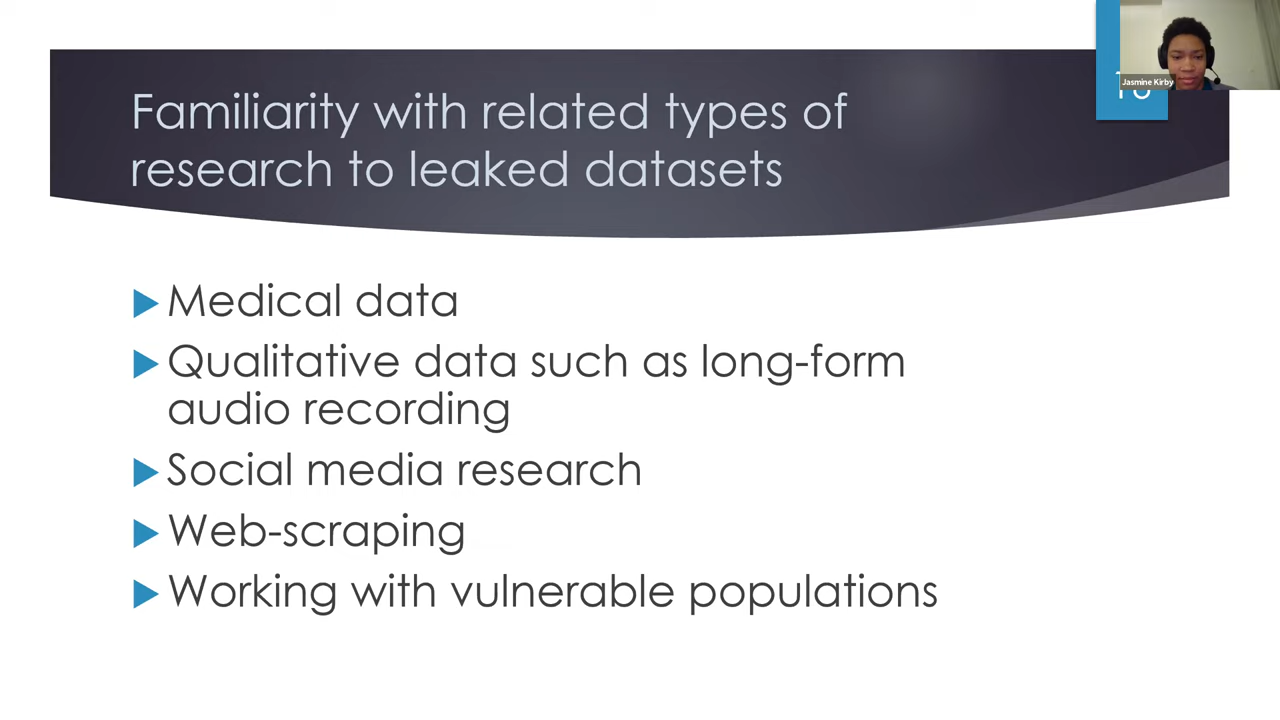 Familiarity with related types of
research to leaked datasets
Jasmine Kirby
Medical data
Qualitative data such as long-form
audio recording
Social media research
Web-scraping
Working with vulnerable populations